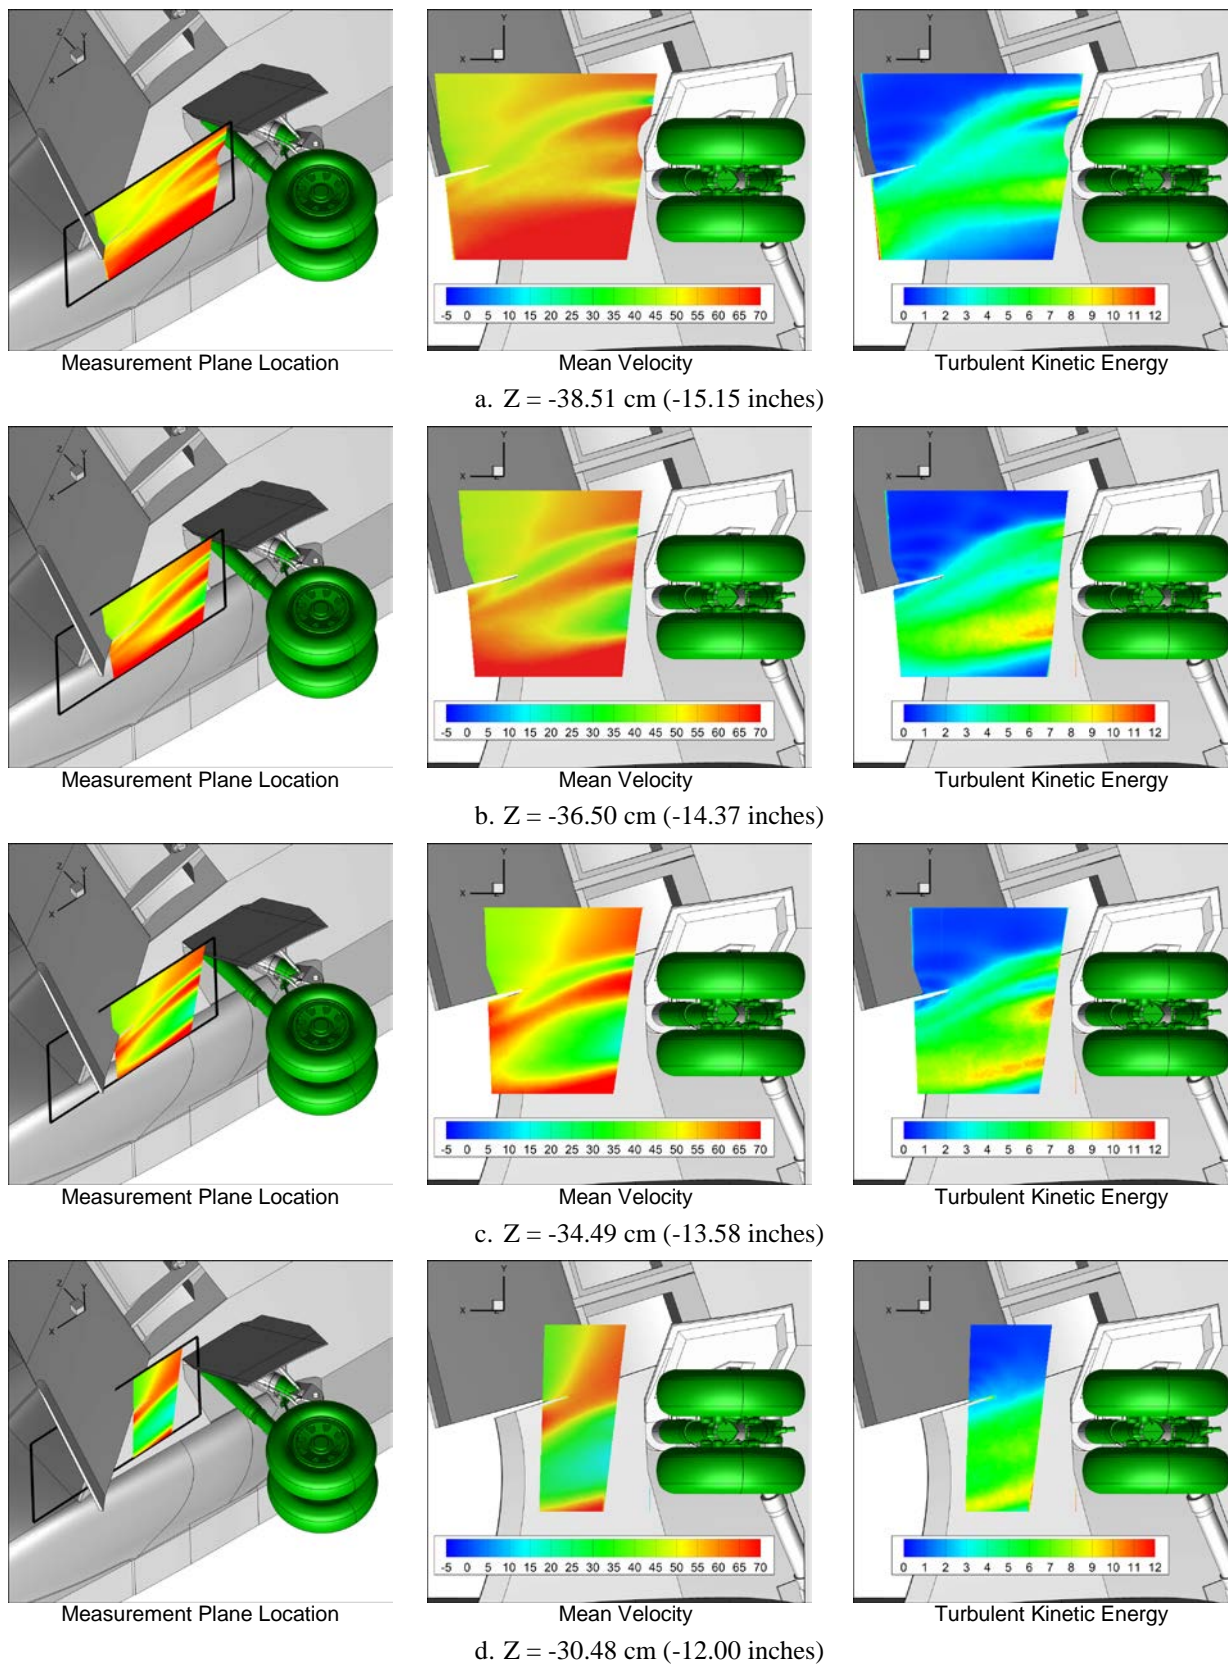 Z Y
X
Y
X Z
-5 0 5 10 15 20 25 30 35 40 45 50 55 60 65 70
Y
X Z
0 1 2 3 4 5 6 7 8 9 10 11 12
Measurement Plane Location Mean Velocity Turbulent Kinetic Energy
a. Z = -38.51 cm (-15.15 inches)
Z Y
X
Y
X Z
-5 0 5 10 15 20 25 30 35 40 45 50 55 60 65 70
Y
X Z
0 1 2 3 4 5 6 7 8 9 10 11 12
Measurement Plane Location Mean Velocity Turbulent Kinetic Energy
b. Z = -36.50 cm (-14.37 inches)
Z Y
X
Y
X Z
-5 0 5 10 15 20 25 30 35 40 45 50 55 60 65 70
Y
X Z
0 1 2 3 4 5 6 7 8 9 10 11 12
Measurement Plane Location Mean Velocity Turbulent Kinetic Energy
c. Z = -34.49 cm (-13.58 inches)
Z Y
X
Y
X Z
-5 0 5 10 15 20 25 30 35 40 45 50 55 60 65 70
Y
X Z
0 1 2 3 4 5 6 7 8 9 10 11 12
Measurement Plane Location Mean Velocity Turbulent Kinetic Energy
d. Z = -30.48 cm (-12.00 inches)